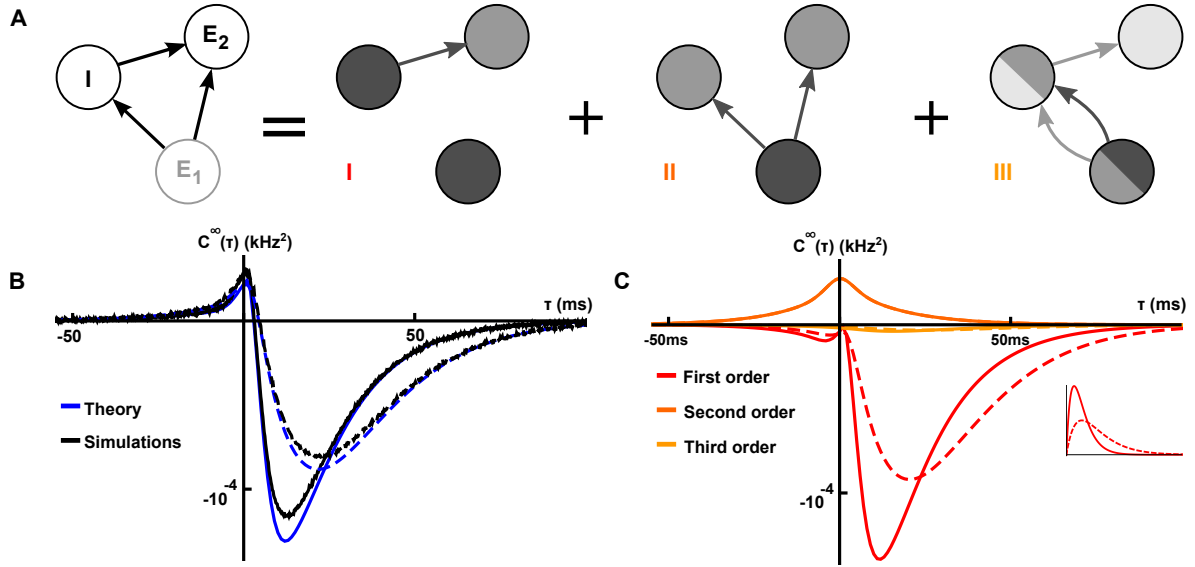 A
I
E2
E1
=
+
+
I
II
III
B
C∞(τ) (kHz²)
τ (ms)
-50
50
-10⁻⁴
Theory
Simulations
C
C∞(τ) (kHz²)
τ (ms)
-50ms
50ms
-10⁻⁴
First order
Second order
Third order